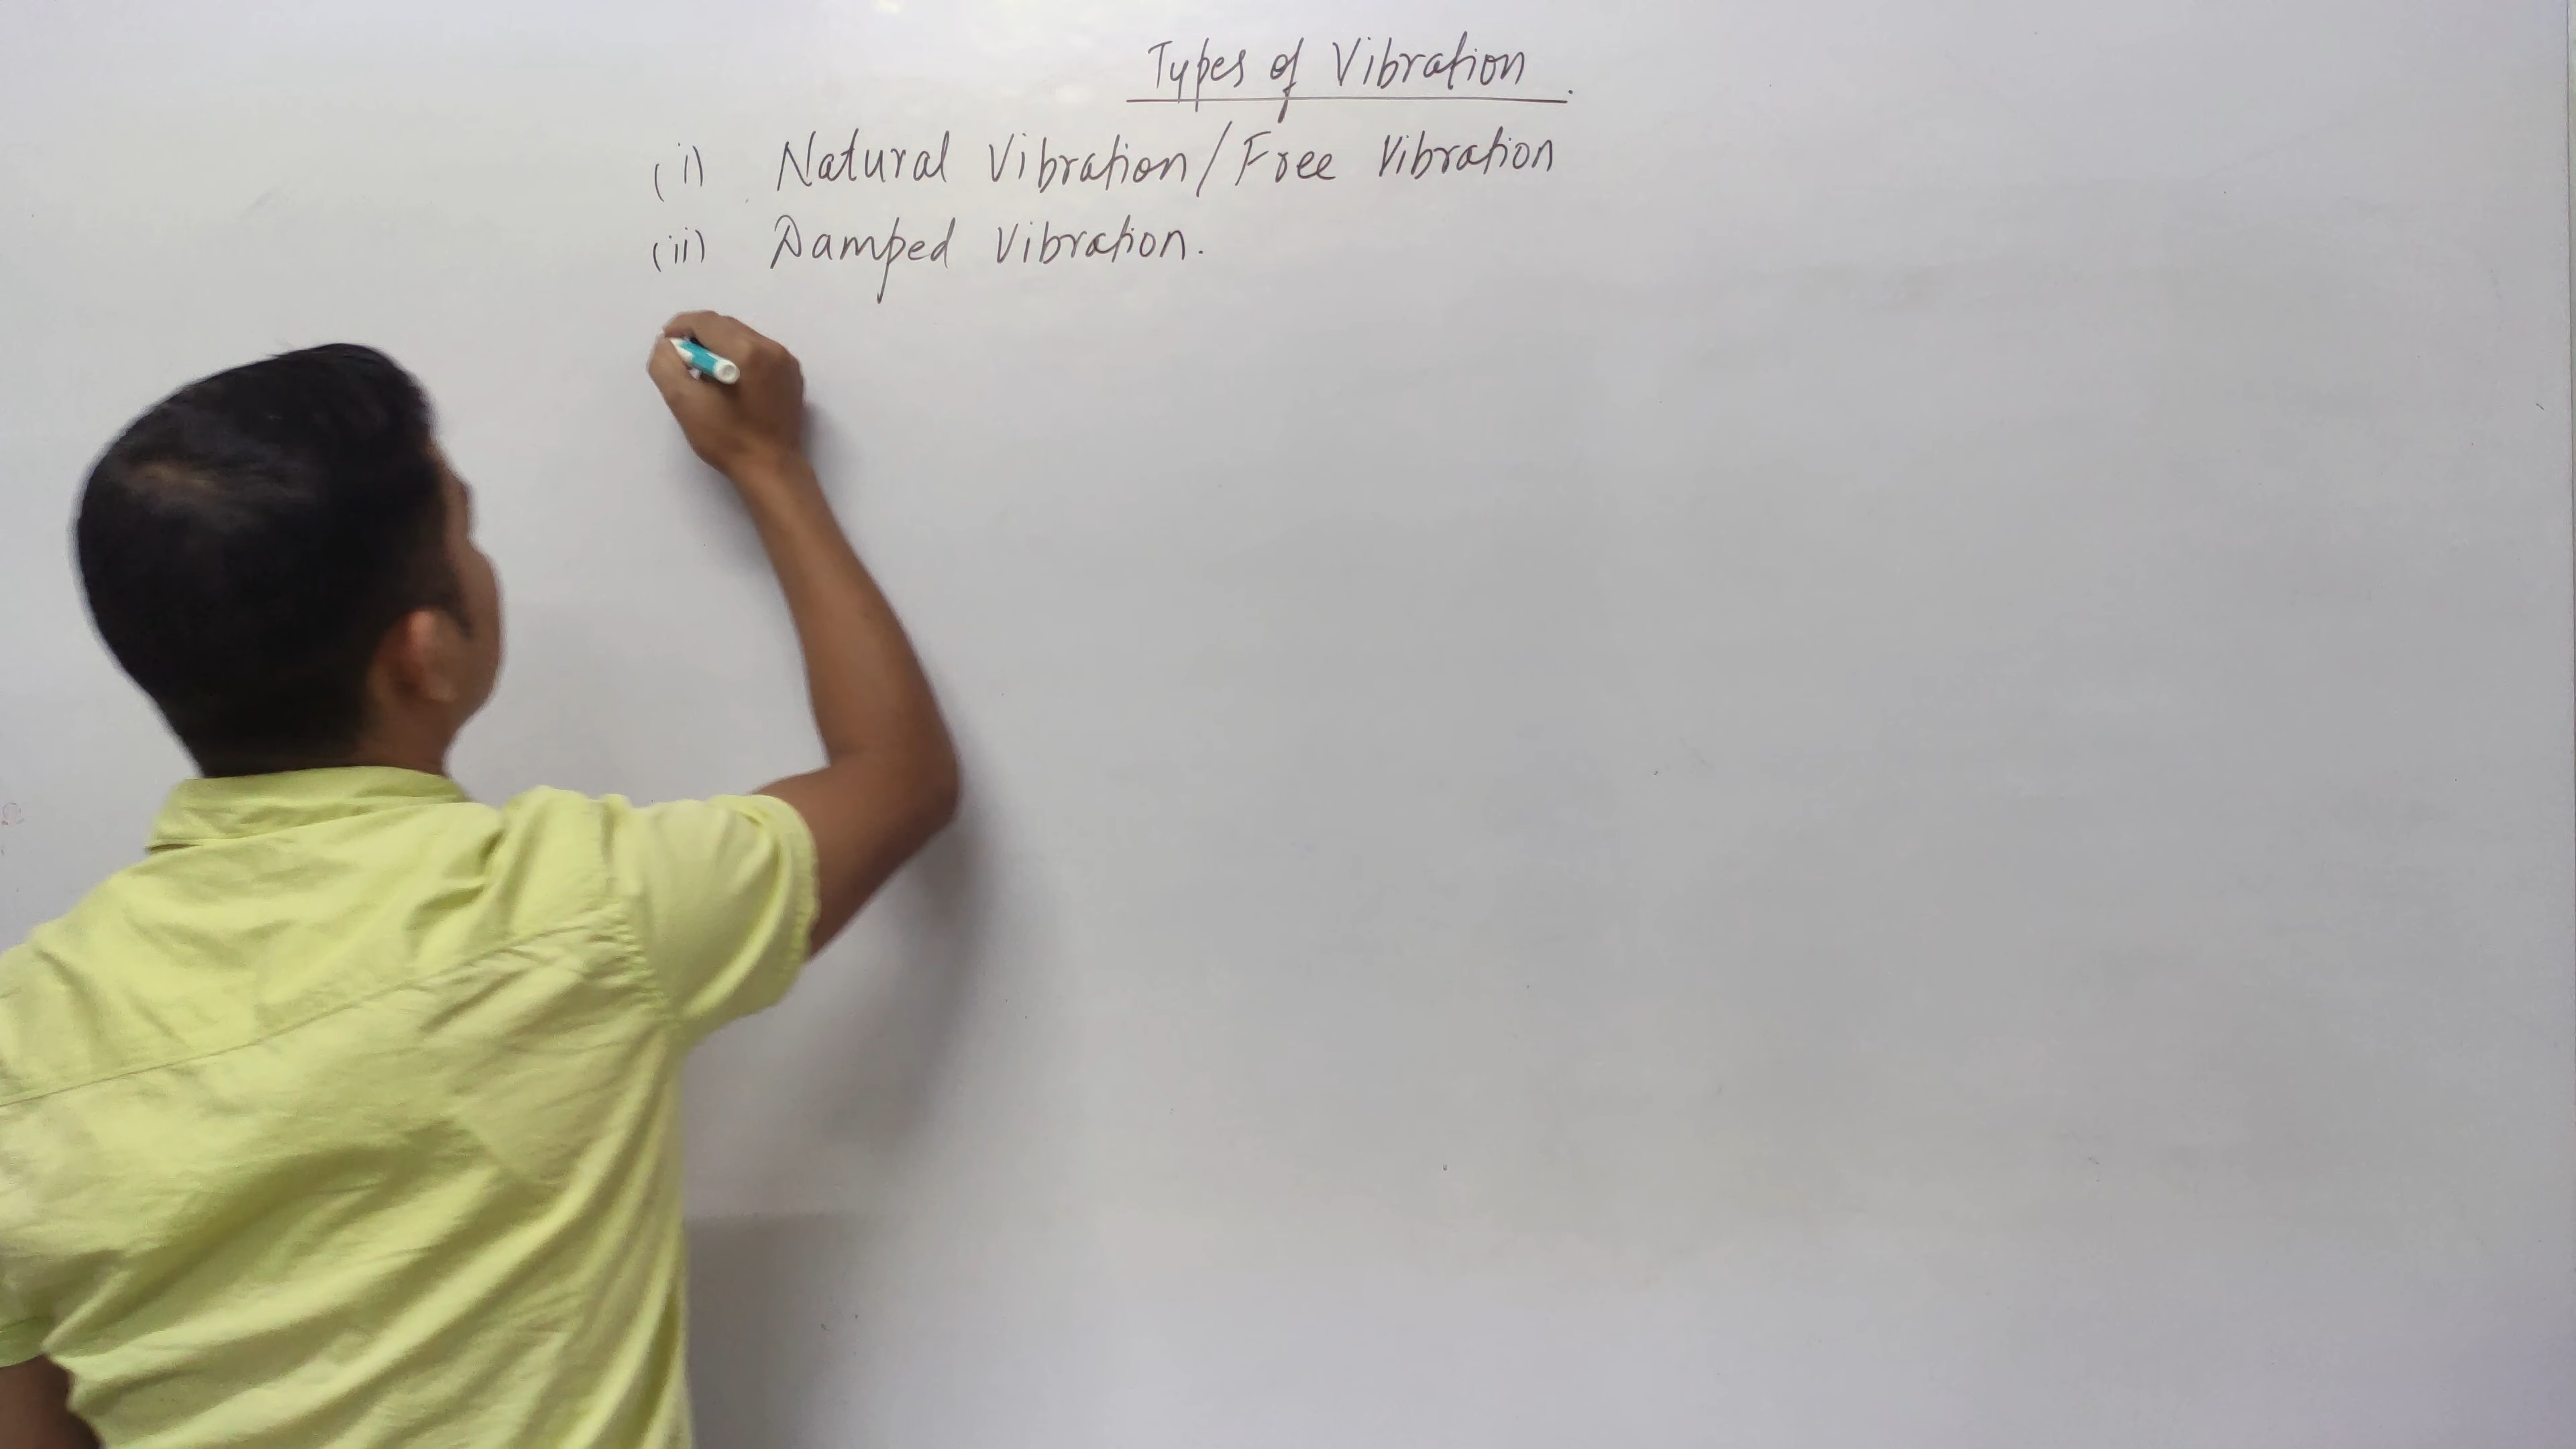 Types of Vibration.
(i) Natural Vibration/Free Vibration
(ii) Damped Vibration.